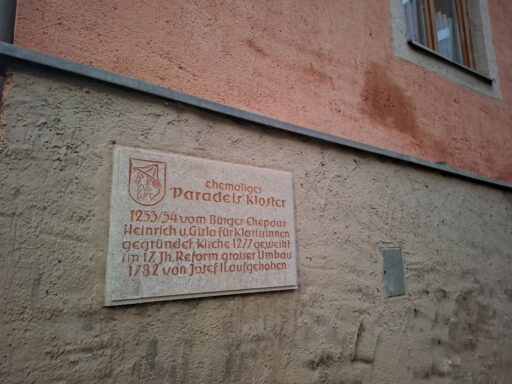 ehemaliges
Paradeis Kloster
1253/54 vom Bürger Ehepaar
Heinrich u. Gisla für Klarissinnen
gegründet. Kirche 1277 geweiht
im 17. Jh. Reform grosser Umbau
1782 von Josef II. aufgehoben